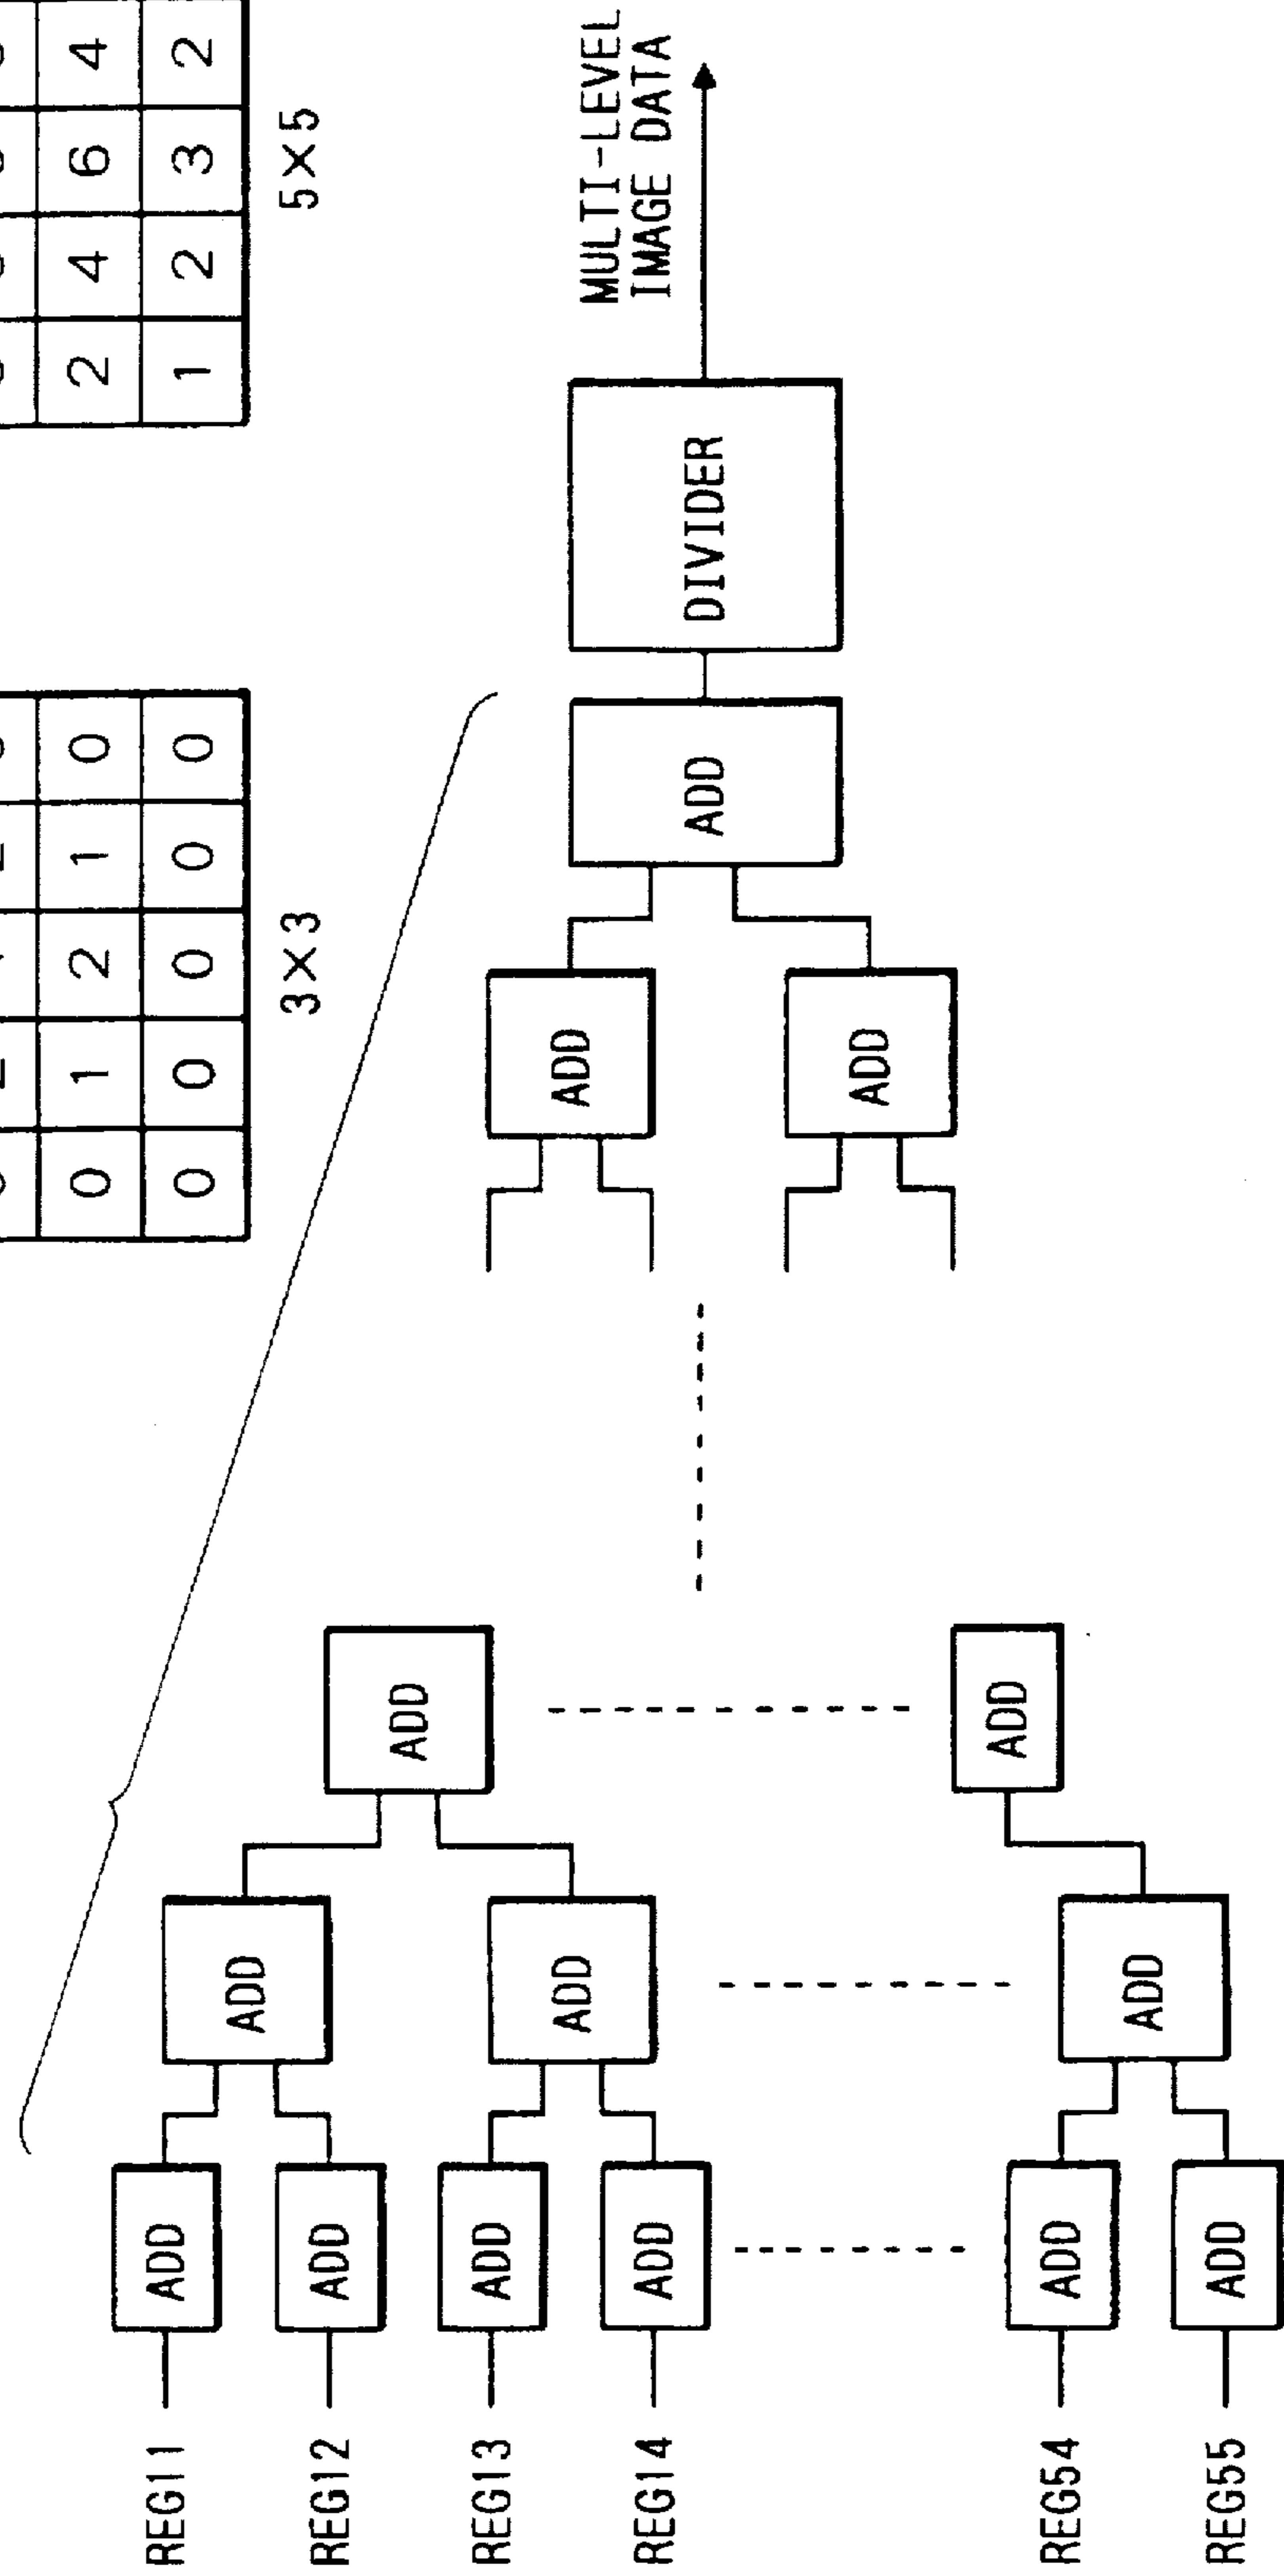 0 1 2 1 0
0 0 0 0 0
3×3
2 4 6 4
1 2 3 2
5×5
REG11 ADD
ADD
REG12 ADD
ADD
REG13 ADD
ADD
REG14 ADD
ADD
ADD
ADD
DIVIDER
MULTI-LEVEL
IMAGE DATA
ADD
ADD
REG54 ADD
ADD
REG55 ADD